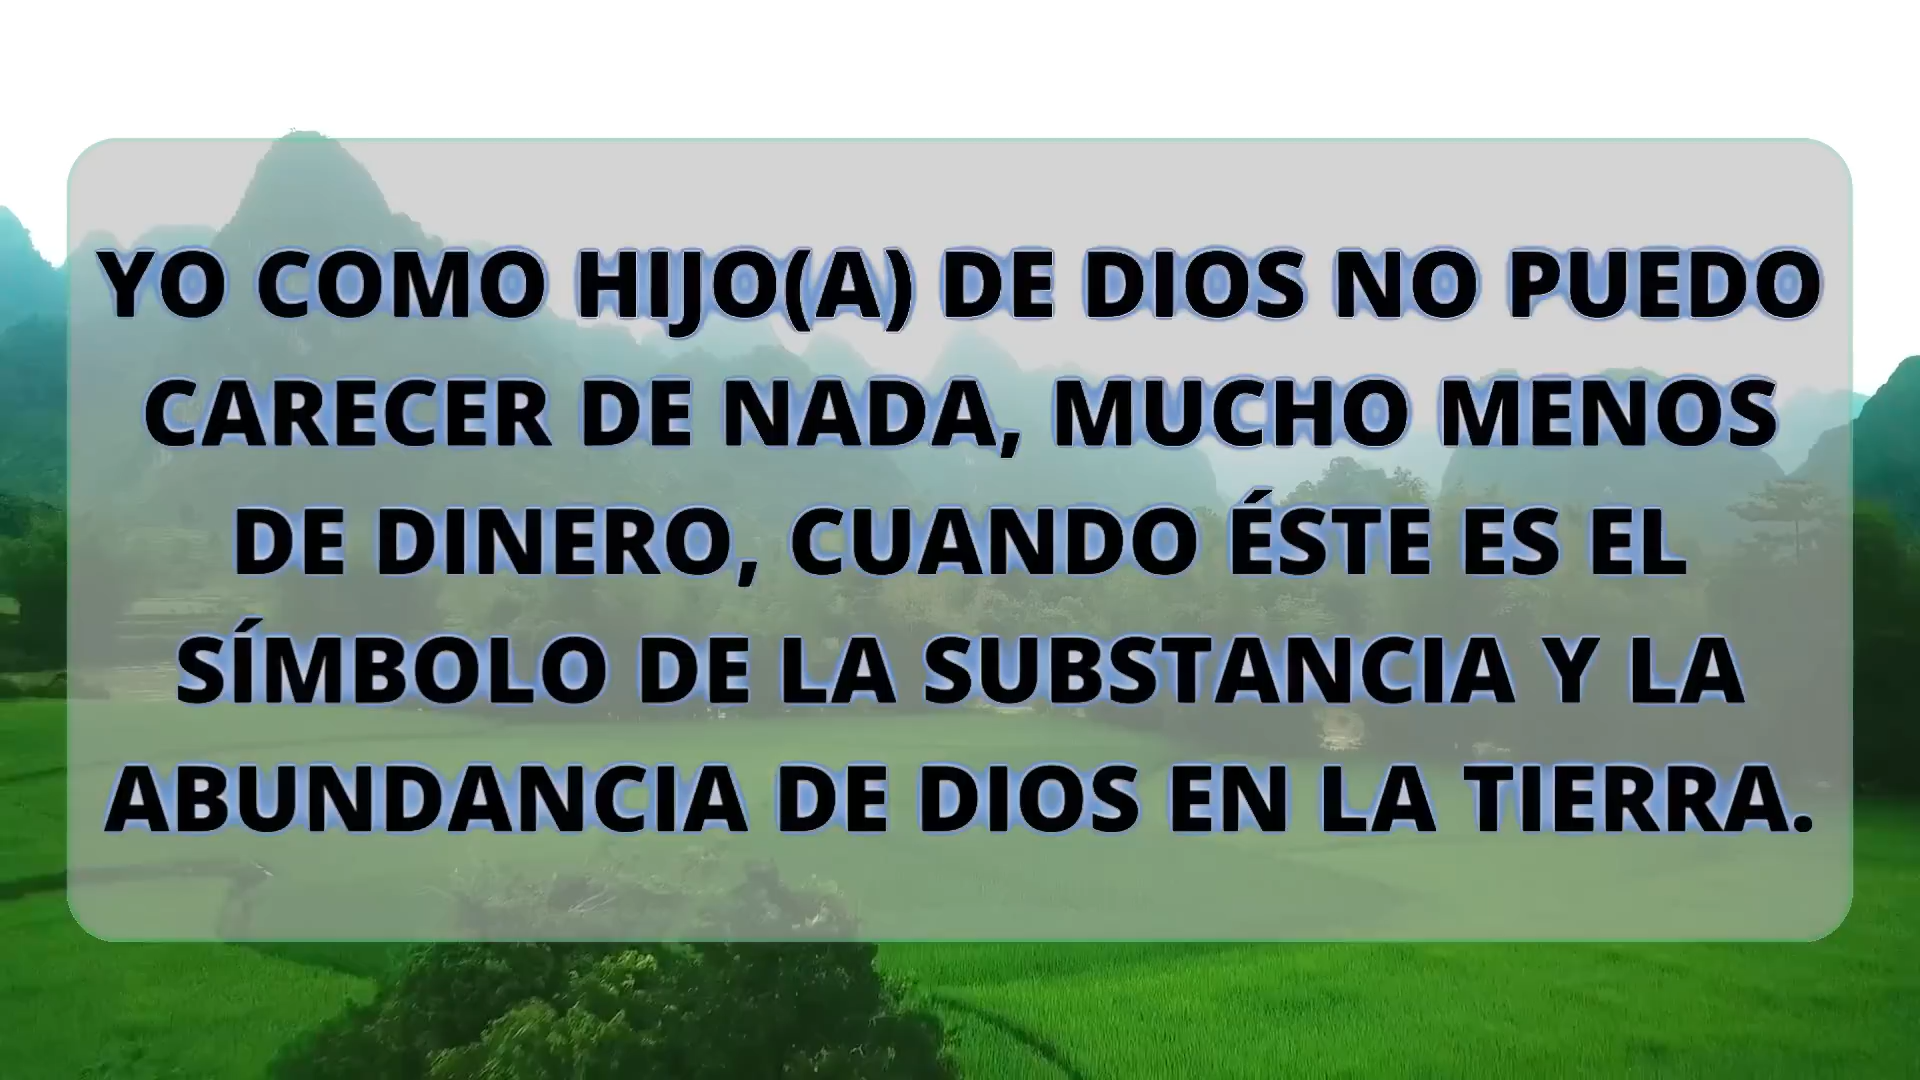 YO COMO HIJO(A) DE DIOS NO PUEDO
CARECER DE NADA, MUCHO MENOS
DE DINERO, CUANDO ÉSTE ES EL
SÍMBOLO DE LA SUBSTANCIA Y LA
ABUNDANCIA DE DIOS EN LA TIERRA.